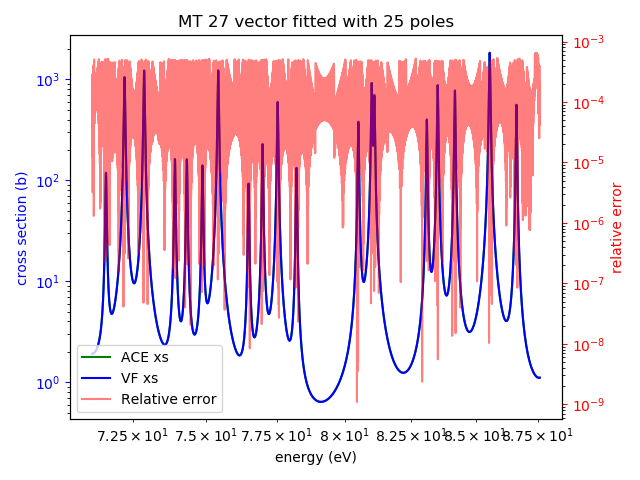 MT 27 vector fitted with 25 poles
cross section (b)
10³
10²
10¹
10⁰
10⁻³
10⁻⁴
10⁻⁵
10⁻⁶
10⁻⁷
10⁻⁸
10⁻⁹
relative error
ACE xs
VF xs
Relative error
7.25 × 10¹ 7.5 × 10¹ 7.75 × 10¹ 8 × 10¹ 8.25 × 10¹ 8.5 × 10¹ 8.75 × 10¹
energy (eV)